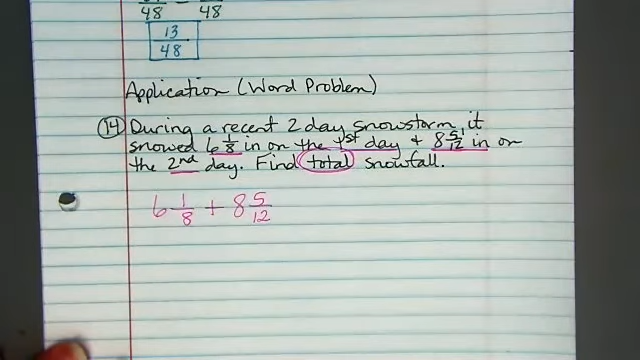 48 48
13/48
Application (Word Problem)
14 During a recent 2 day snowstorm, it
snowed 6 1/8 in on the 1st day & 8 5/12 in on
the 2nd day. Find total snowfall.
6 1/8 + 8 5/12